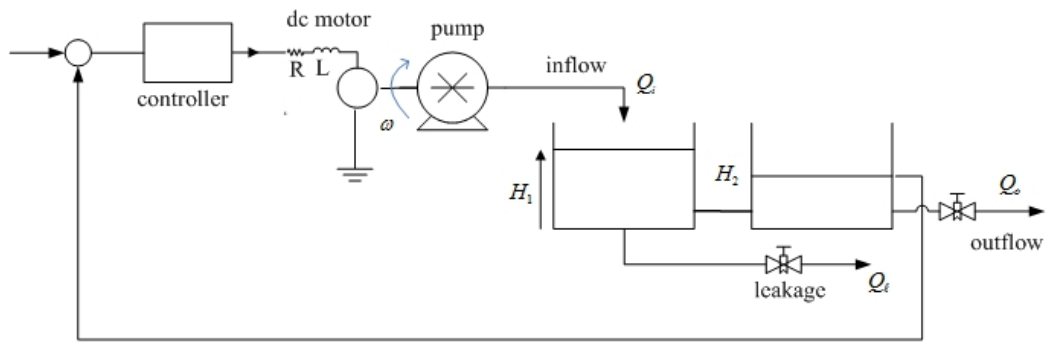 dc motor
pump
R L
controller
ω
inflow
Q_i
H_1
H_2
Q_o
outflow
leakage
Q_ℓ